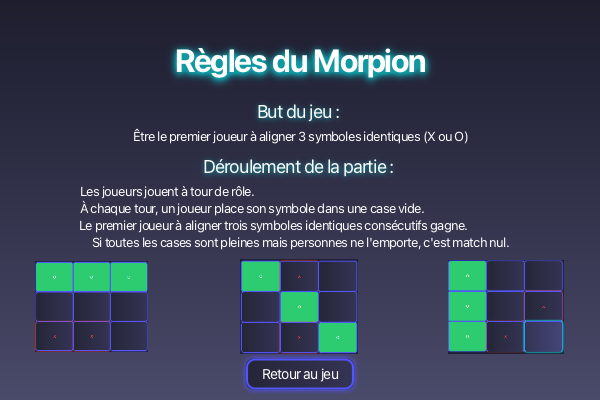 Règles du Morpion
But du jeu :
Être le premier joueur à aligner 3 symboles identiques (X ou O)
Déroulement de la partie :
Les joueurs jouent à tour de rôle.
À chaque tour, un joueur place son symbole dans une case vide.
Le premier joueur à aligner trois symboles identiques consécutifs gagne.
Si toutes les cases sont pleines mais personnes ne l'emporte, c'est match nul.
Retour au jeu